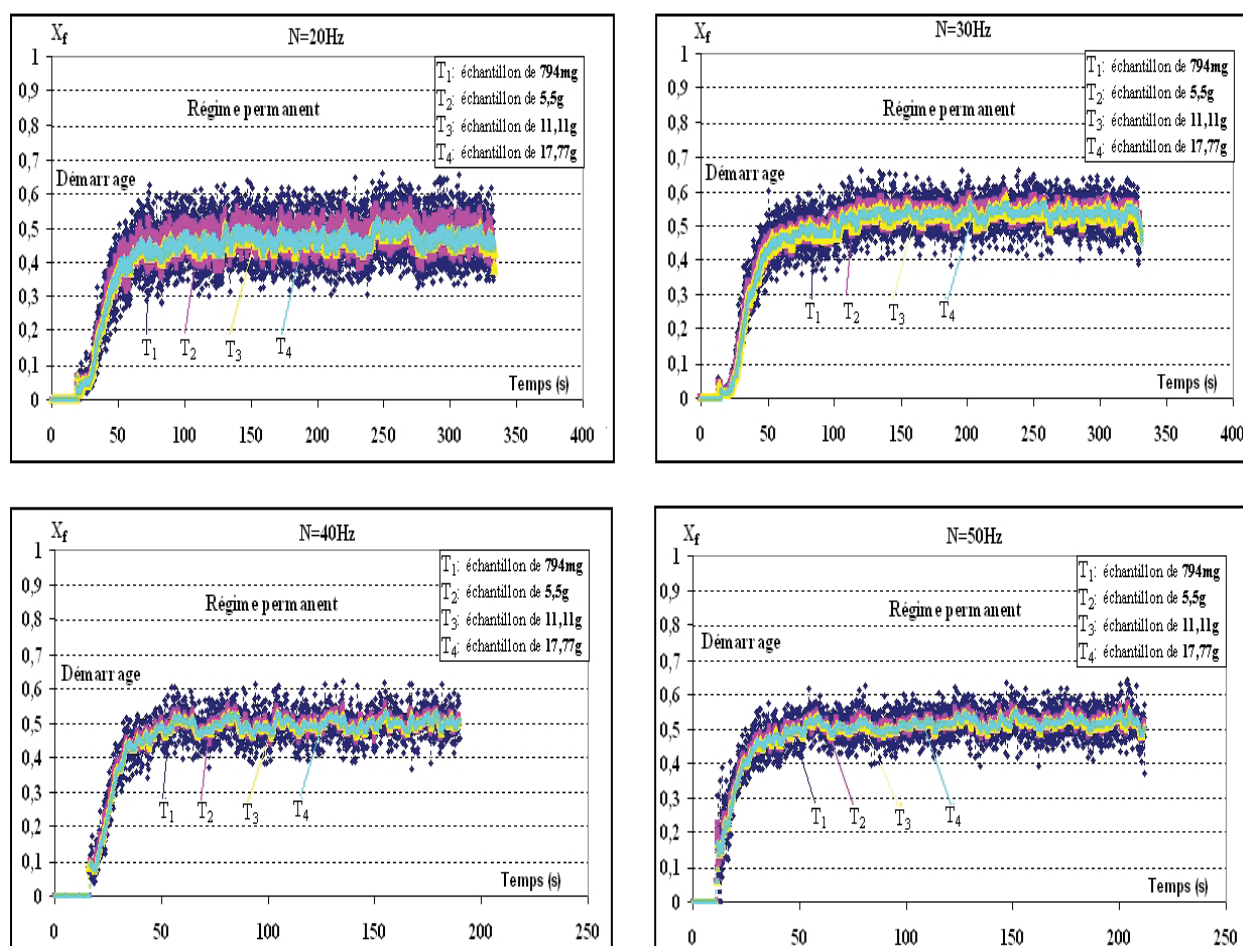 X_f N=20Hz
1
0,9
0,8
0,7
0,6
0,5
0,4
0,3
0,2
0,1
0
T1: échantillon de 794mg
T2: échantillon de 5,5g
T3: échantillon de 11,11g
T4: échantillon de 17,77g
Régime permanent
Démarrage
T1 T2 T3 T4
Temps (s)
0 50 100 150 200 250 300 350 400
X_f N=30Hz
1
0,9
0,8
0,7
0,6
0,5
0,4
0,3
0,2
0,1
0
T1: échantillon de 794mg
T2: échantillon de 5,5g
T3: échantillon de 11,11g
T4: échantillon de 17,77g
Régime permanent
Démarrage
T1 T2 T3 T4
Temps (s)
0 50 100 150 200 250 300 350 400
X_f N=40Hz
1
0,9
0,8
0,7
0,6
0,5
0,4
0,3
0,2
0,1
0
T1: échantillon de 794mg
T2: échantillon de 5,5g
T3: échantillon de 11,11g
T4: échantillon de 17,77g
Régime permanent
Démarrage
T1 T2 T3 T4
Temps (s)
0 50 100 150 200 250
X_f N=50Hz
1
0,9
0,8
0,7
0,6
0,5
0,4
0,3
0,2
0,1
0
T1: échantillon de 794mg
T2: échantillon de 5,5g
T3: échantillon de 11,11g
T4: échantillon de 17,77g
Régime permanent
Démarrage
T1 T2 T3 T4
Temps (s)
0 50 100 150 200 250